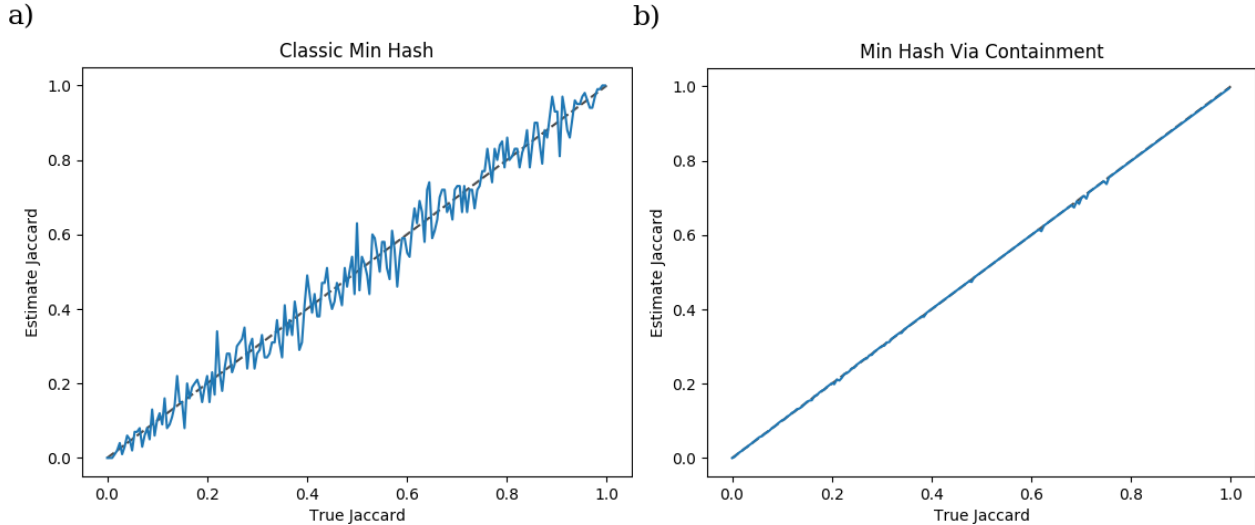 a)
Classic Min Hash
Estimate Jaccard
1.0
0.8
0.6
0.4
0.2
0.0
0.0 0.2 0.4 0.6 0.8 1.0
True Jaccard
b)
Min Hash Via Containment
Estimate Jaccard
1.0
0.8
0.6
0.4
0.2
0.0
0.0 0.2 0.4 0.6 0.8 1.0
True Jaccard